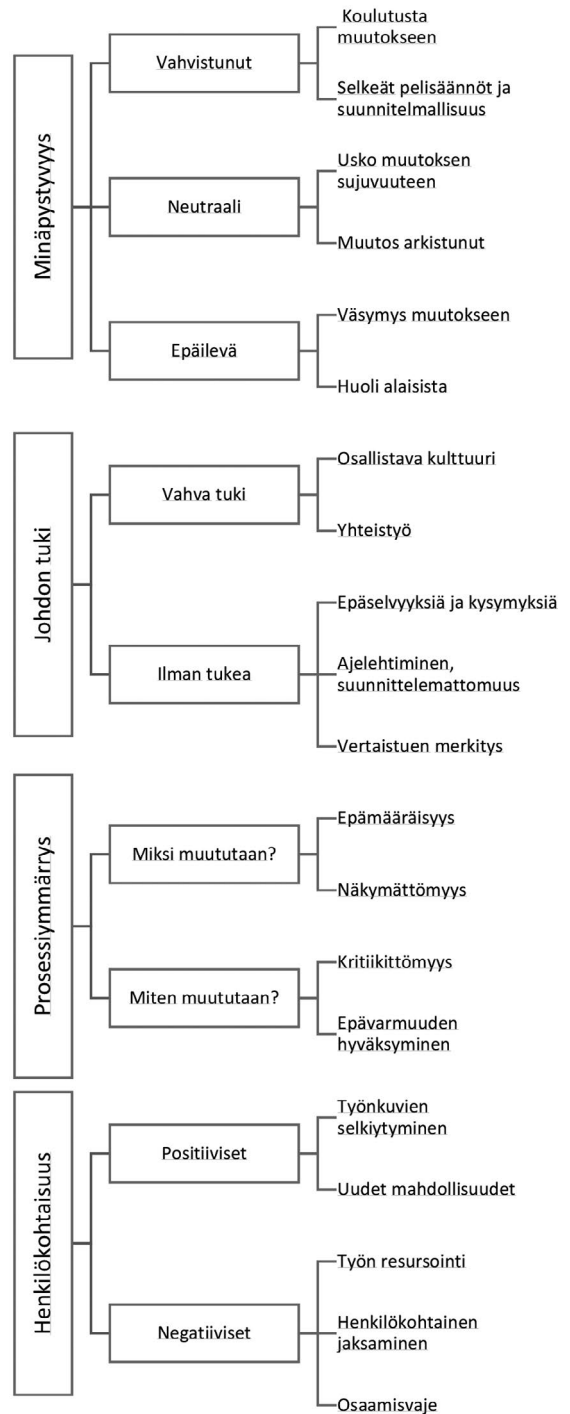 Minäpystyvyys
Vahvistunut
Koulutusta
muutokseen
Selkeät pelisäännöt ja
suunnitelmallisuus
Neutraali
Usko muutoksen
sujuvuuteen
Muutos arkistunut
Epäilevä
Väsymys muutokseen
Huoli alaisista
Johdon tuki
Vahva tuki
Osallistava kulttuuri
Yhteistyö
Ilman tukea
Epäselvyyksiä ja kysymyksiä
Ajelehtiminen,
suunnittelemattomuus
Vertaistuen merkitys
Prosessiymmärrys
Miksi muututaan?
Epämääräisyys
Näkymättömyys
Miten muututaan?
Kritiikittömyys
Epävarmuuden
hyväksyminen
Henkilökohtaisuus
Positiiviset
Työnkuvien
selkiytyminen
Uudet mahdollisuudet
Negatiiviset
Työn resursointi
Henkilökohtainen
jaksaminen
Osaamisvaje